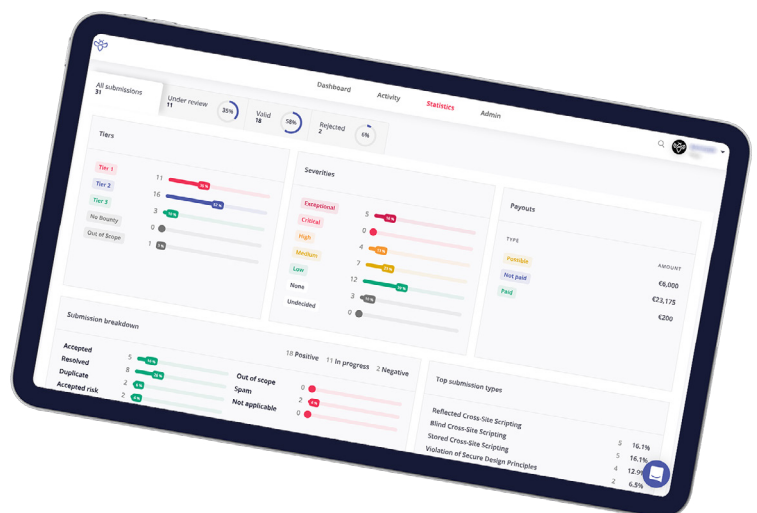 Dashboard
Activity
Statistics
Admin
All submissions
31
Under review
11
35%
Valid
18
58%
Rejected
2
6%
Tiers
Tier 1 11
Tier 2 16
Tier 3 3
No Bounty 0
Out of Scope 1
Severities
Exceptional 5
Critical 0
High 4
Medium 7
Low 12
None 3
Undecided 0
Payouts
TYPE AMOUNT
Possible €6,000
Not paid €23,175
Paid €200
Submission breakdown
18 Positive 11 In progress 2 Negative
Accepted 5
Resolved 8
Duplicate 2
Accepted risk 2
Out of scope 0
Spam 2
Not applicable 0
Top submission types
Reflected Cross-Site Scripting 5 16.1%
Blind Cross-Site Scripting 5 16.1%
Stored Cross-Site Scripting 4 12.9%
Violation of Secure Design Principles 2 6.5%